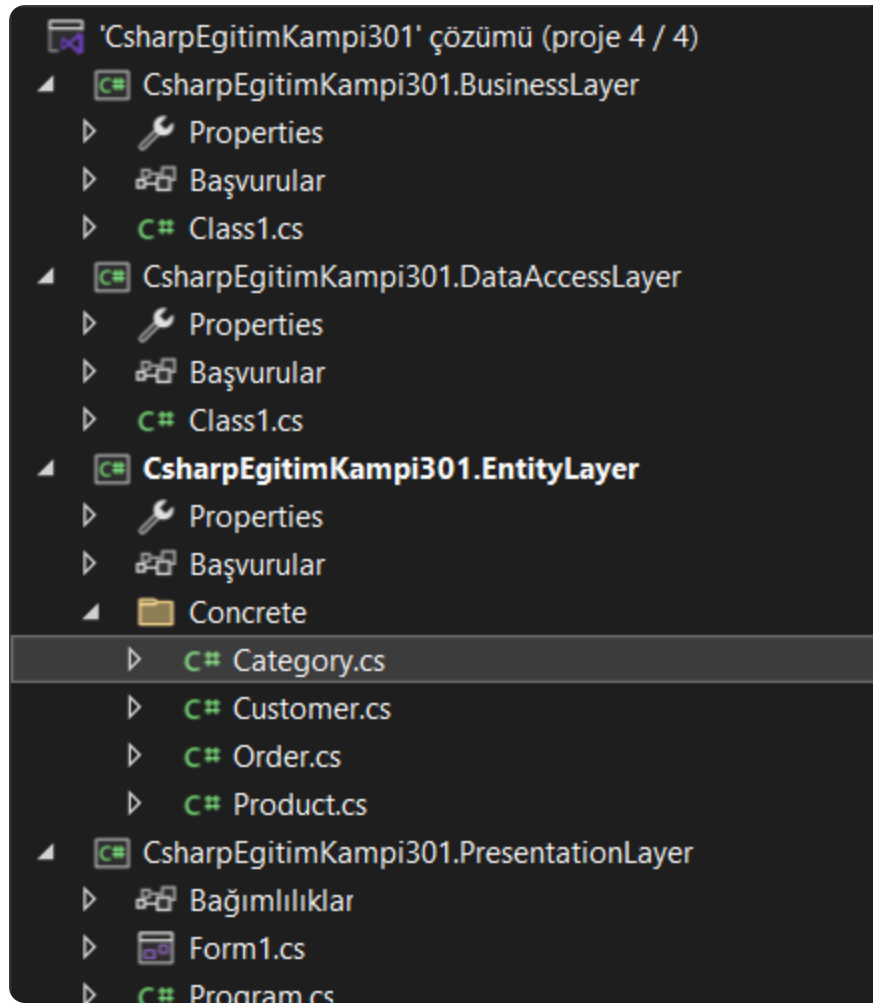 'CsharpEgitimKampi301' çözümü (proje 4 / 4)
C# CsharpEgitimKampi301.BusinessLayer
Properties
Başvurular
C# Class1.cs
C# CsharpEgitimKampi301.DataAccessLayer
Properties
Başvurular
C# Class1.cs
C# CsharpEgitimKampi301.EntityLayer
Properties
Başvurular
Concrete
C# Category.cs
C# Customer.cs
C# Order.cs
C# Product.cs
C# CsharpEgitimKampi301.PresentationLayer
Bağımlılıklar
Form1.cs
C# Program.cs